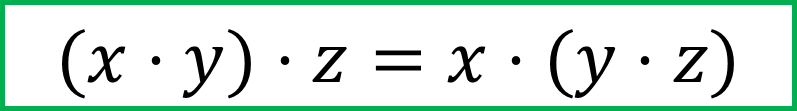 (x · y) · z = x · (y · z)